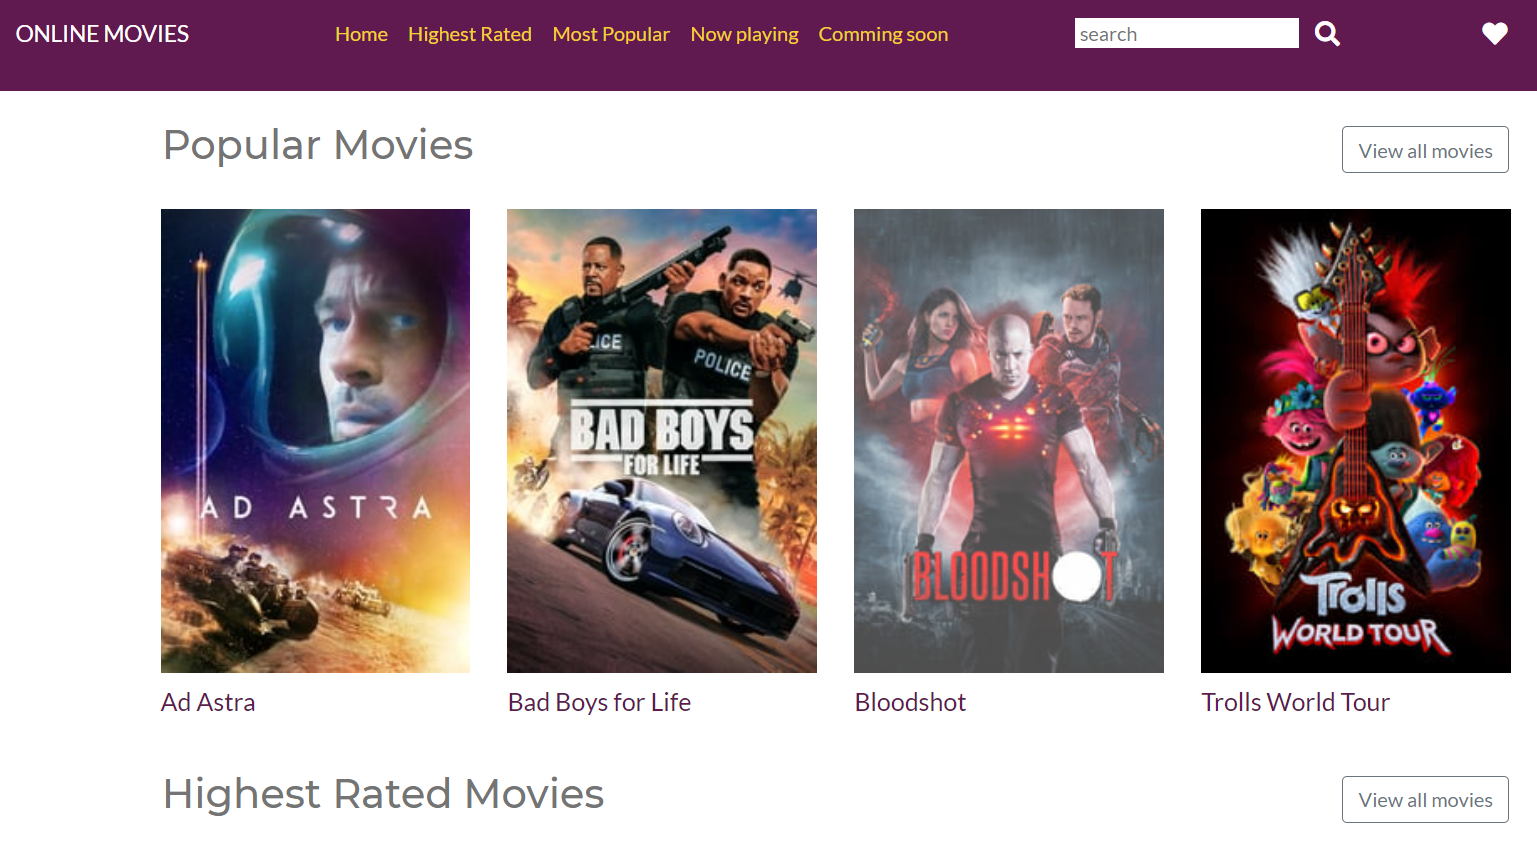 ONLINE MOVIES Home Highest Rated Most Popular Now playing Comming soon search
Popular Movies View all movies
AD ASTRA
LICE
POLICE
BAD BOYS
FOR LIFE
BLOODSHOT
Trolls
WORLD TOUR
Ad Astra Bad Boys for Life Bloodshot Trolls World Tour
Highest Rated Movies View all movies